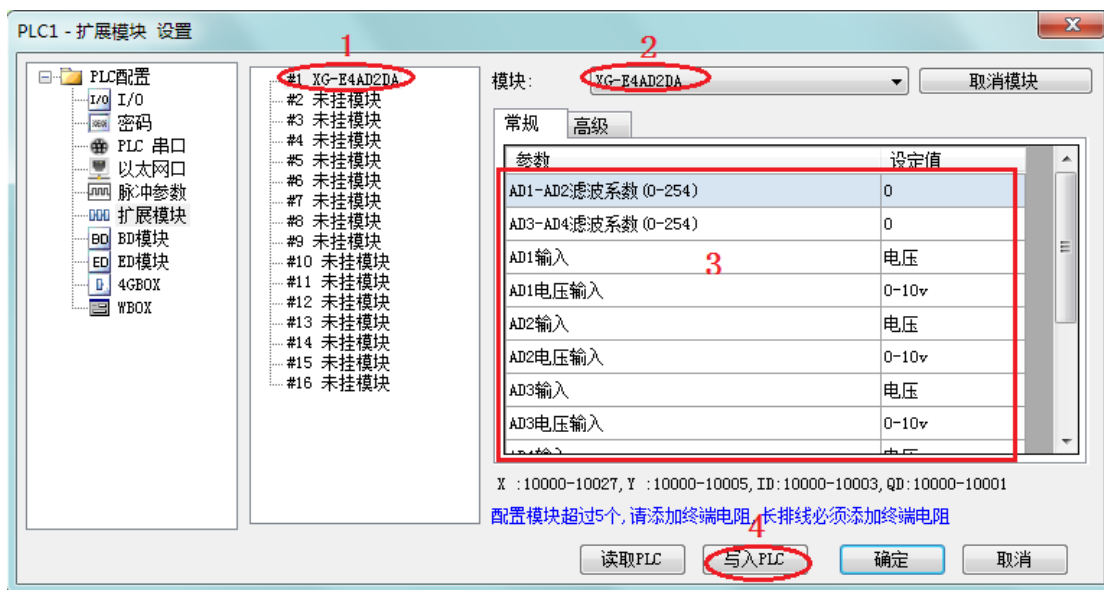 PLC1 - 扩展模块 设置
1
2
PLC配置
I/O
密码
PLC 串口
以太网口
脉冲参数
扩展模块
BD模块
ED模块
4GBOX
WBOX
#1 XG-E4AD2DA
#2 未挂模块
#3 未挂模块
#4 未挂模块
#5 未挂模块
#6 未挂模块
#7 未挂模块
#8 未挂模块
#9 未挂模块
#10 未挂模块
#11 未挂模块
#12 未挂模块
#13 未挂模块
#14 未挂模块
#15 未挂模块
#16 未挂模块
模块: XG-E4AD2DA 取消模块
常规 高级
参数 设定值
AD1-AD2滤波系数(0-254) 0
AD3-AD4滤波系数(0-254) 0
AD1输入 电压
3
AD1电压输入 0-10v
AD2输入 电压
AD2电压输入 0-10v
AD3输入 电压
AD3电压输入 0-10v
AD4输入 电压
X :10000-10027,Y :10000-10005,ID:10000-10003,QD:10000-10001
配置模块超过5个,请添加终端电阻,长排线必须添加终端电阻
4
读取PLC 写入PLC 确定 取消